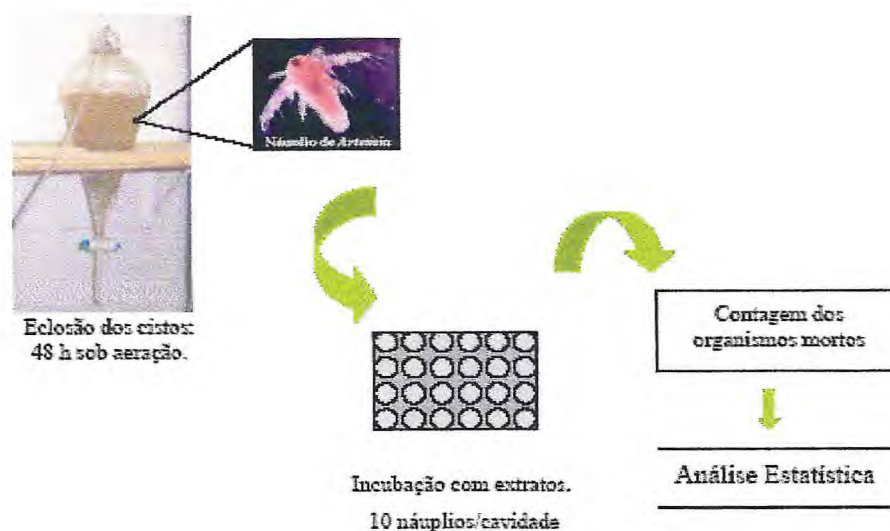 Náuplio de Artemia
Eclosão dos cistos:
48 h sob aeração.
Incubação com extratos.
10 náuplios/cavidade
Contagem dos
organismos mortos
Análise Estatística